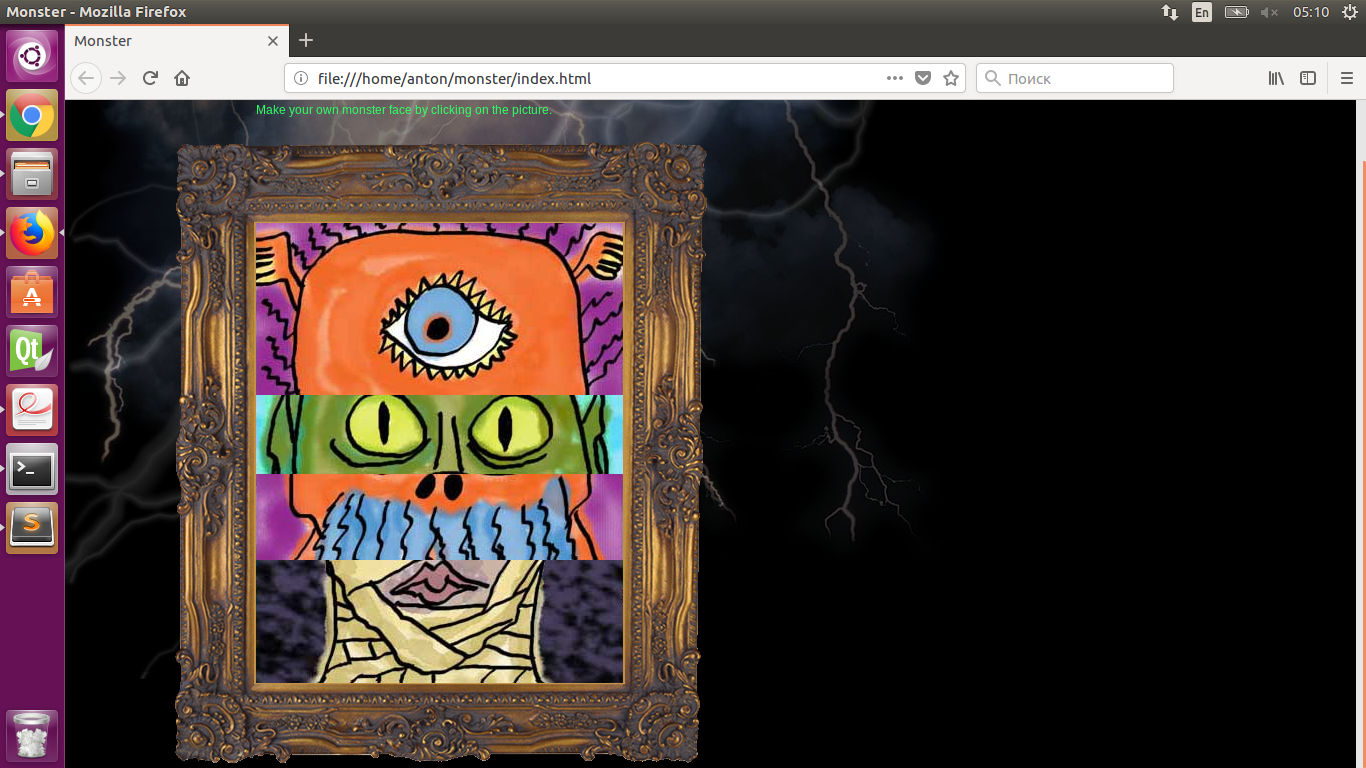 Monster - Mozilla Firefox
En
05:10
Monster
file:///home/anton/monster/index.html
Поиск
Make your own monster face by clicking on the picture.
Qt